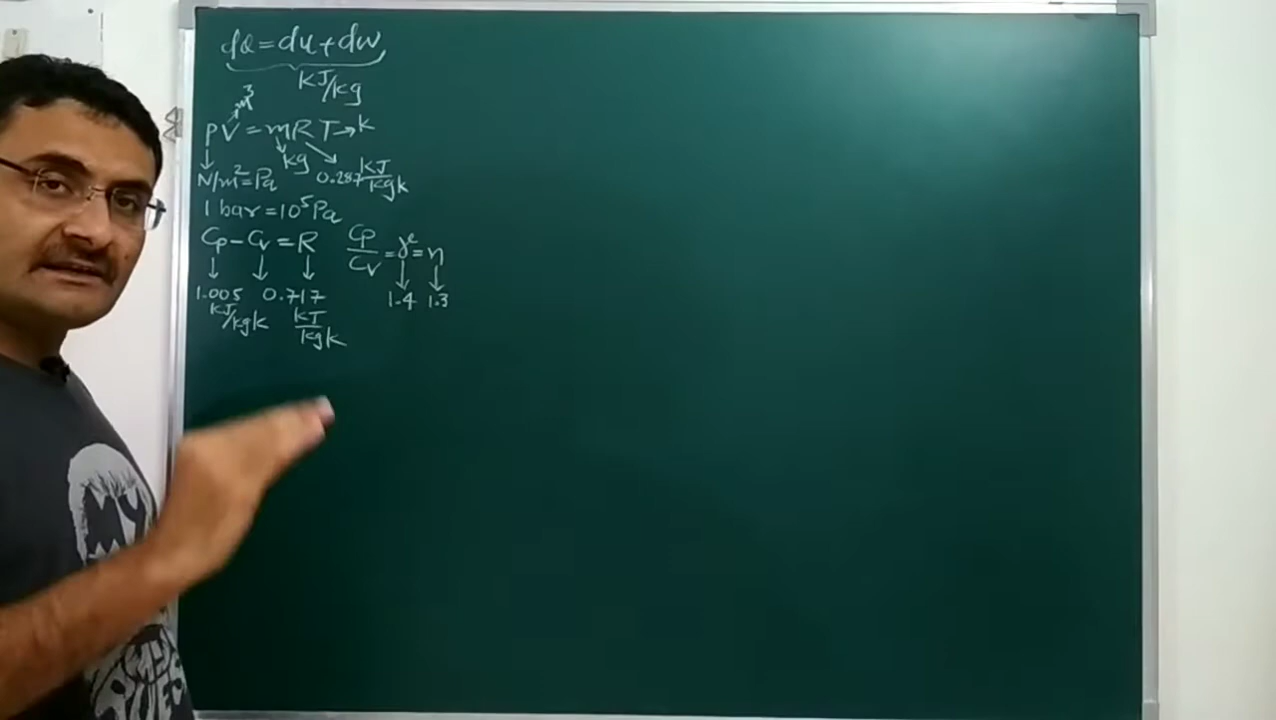 dQ = du + dw
kJ/kg
m³
PV = mRT → k
kg
N/m² = Pa 0.287 kJ/kgk
1 bar = 10⁵ Pa
Cp - Cv = R Cp/Cv = γ = n
1.005 0.717 1.4 1.3
kJ/kgk kJ/kgk
MY